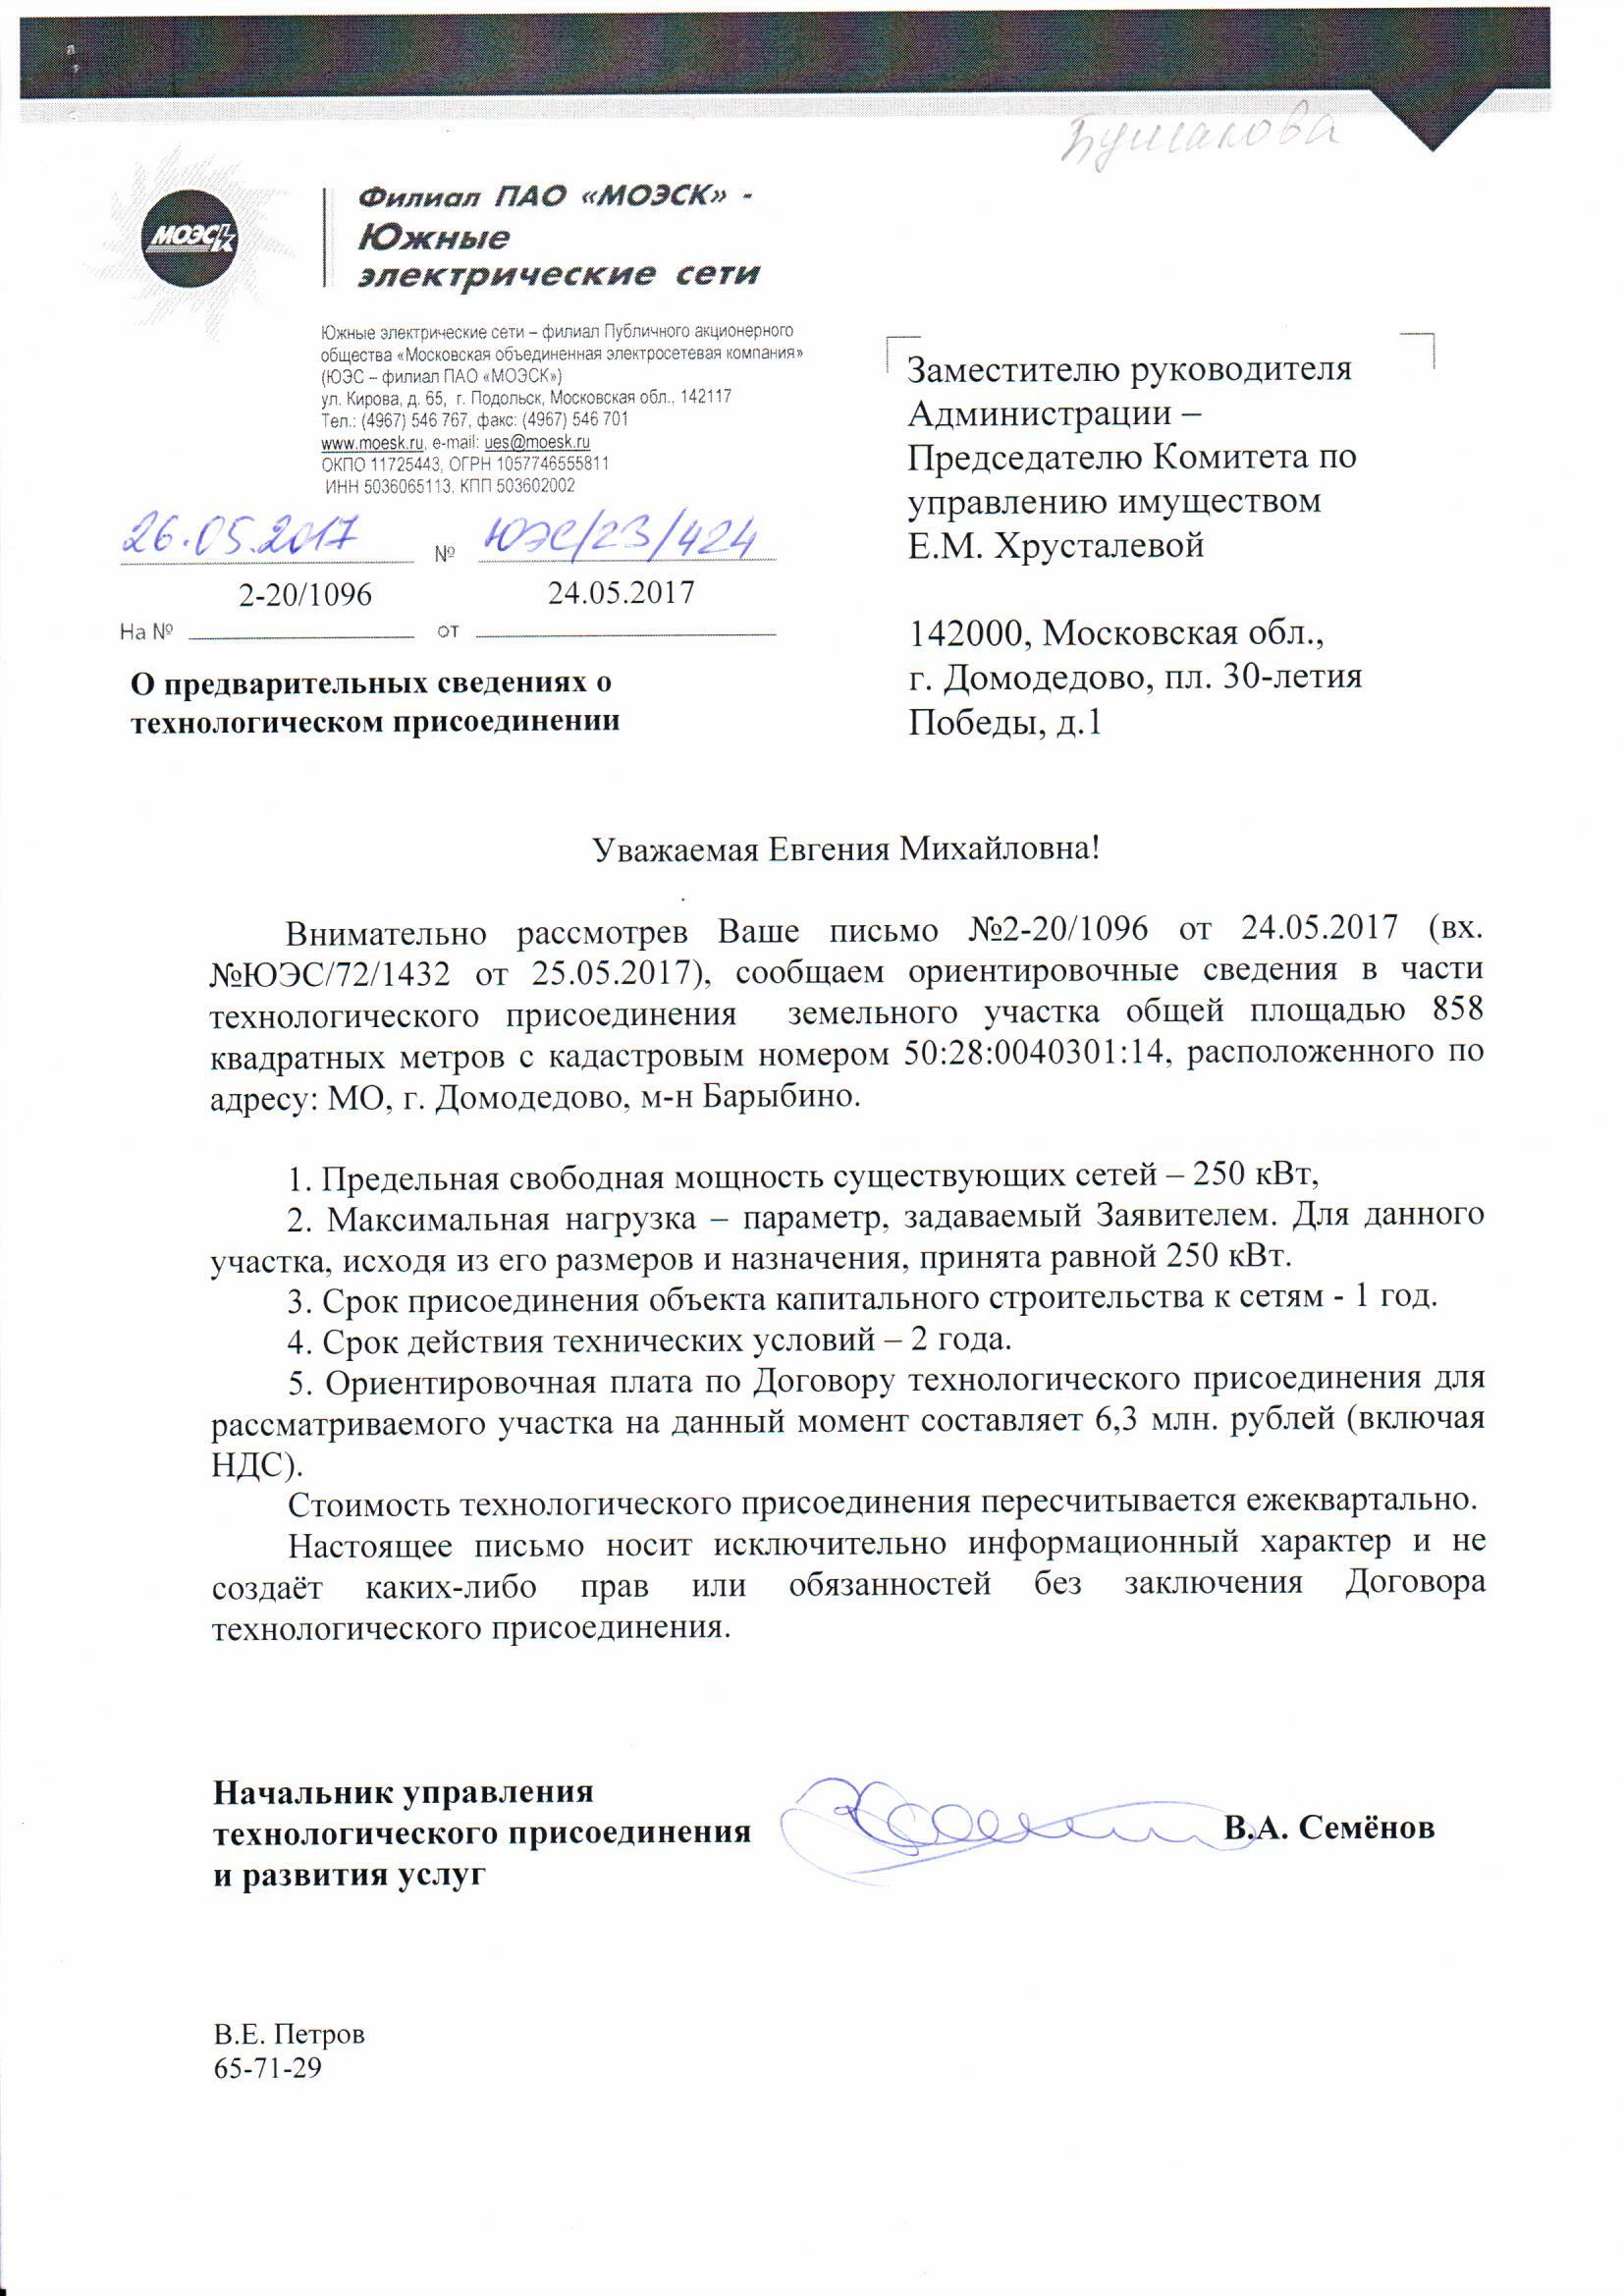 Бушакова
МОЭСК
Филиал ПАО «МОЭСК» -
Южные
электрические сети
Южные электрические сети – филиал Публичного акционерного
общества «Московская объединенная электросетевая компания»
(ЮЭС – филиал ПАО «МОЭСК»)
ул. Кирова, д. 65, г. Подольск, Московская обл., 142117
Тел.: (4967) 546 767, факс: (4967) 546 701
www.moesk.ru, e-mail: ues@moesk.ru
ОКПО 11725443, ОГРН 1057746555811
ИНН 5036065113, КПП 503602002
26.05.2017 № ЮЭС/23/424
2-20/1096 24.05.2017
На № от
О предварительных сведениях о
технологическом присоединении
Заместителю руководителя
Администрации –
Председателю Комитета по
управлению имуществом
Е.М. Хрусталевой
142000, Московская обл.,
г. Домодедово, пл. 30-летия
Победы, д.1
Уважаемая Евгения Михайловна!
Внимательно рассмотрев Ваше письмо №2-20/1096 от 24.05.2017 (вх.
№ЮЭС/72/1432 от 25.05.2017), сообщаем ориентировочные сведения в части
технологического присоединения земельного участка общей площадью 858
квадратных метров с кадастровым номером 50:28:0040301:14, расположенного по
адресу: МО, г. Домодедово, м-н Барыбино.
1. Предельная свободная мощность существующих сетей – 250 кВт,
2. Максимальная нагрузка – параметр, задаваемый Заявителем. Для данного
участка, исходя из его размеров и назначения, принята равной 250 кВт.
3. Срок присоединения объекта капитального строительства к сетям - 1 год.
4. Срок действия технических условий – 2 года.
5. Ориентировочная плата по Договору технологического присоединения для
рассматриваемого участка на данный момент составляет 6,3 млн. рублей (включая
НДС).
Стоимость технологического присоединения пересчитывается ежеквартально.
Настоящее письмо носит исключительно информационный характер и не
создаёт каких-либо прав или обязанностей без заключения Договора
технологического присоединения.
Начальник управления
технологического присоединения
и развития услуг
В.А. Семёнов
В.Е. Петров
65-71-29